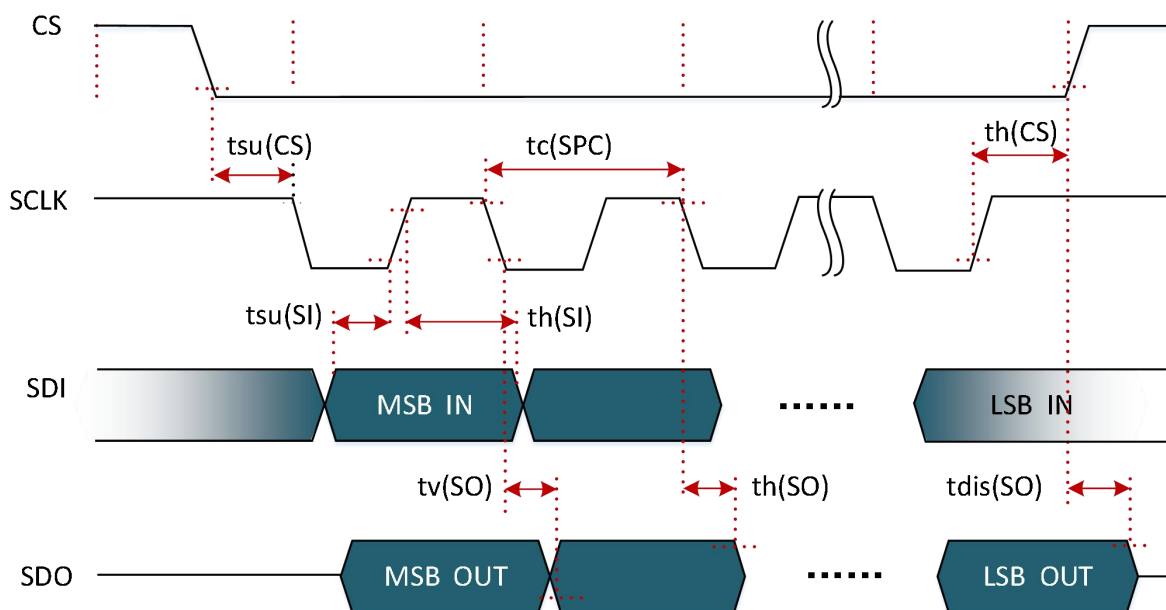 CS
tsu(CS)
tc(SPC)
th(CS)
SCLK
tsu(SI)
th(SI)
SDI
MSB IN
......
LSB IN
tv(SO)
th(SO)
tdis(SO)
SDO
MSB OUT
......
LSB OUT